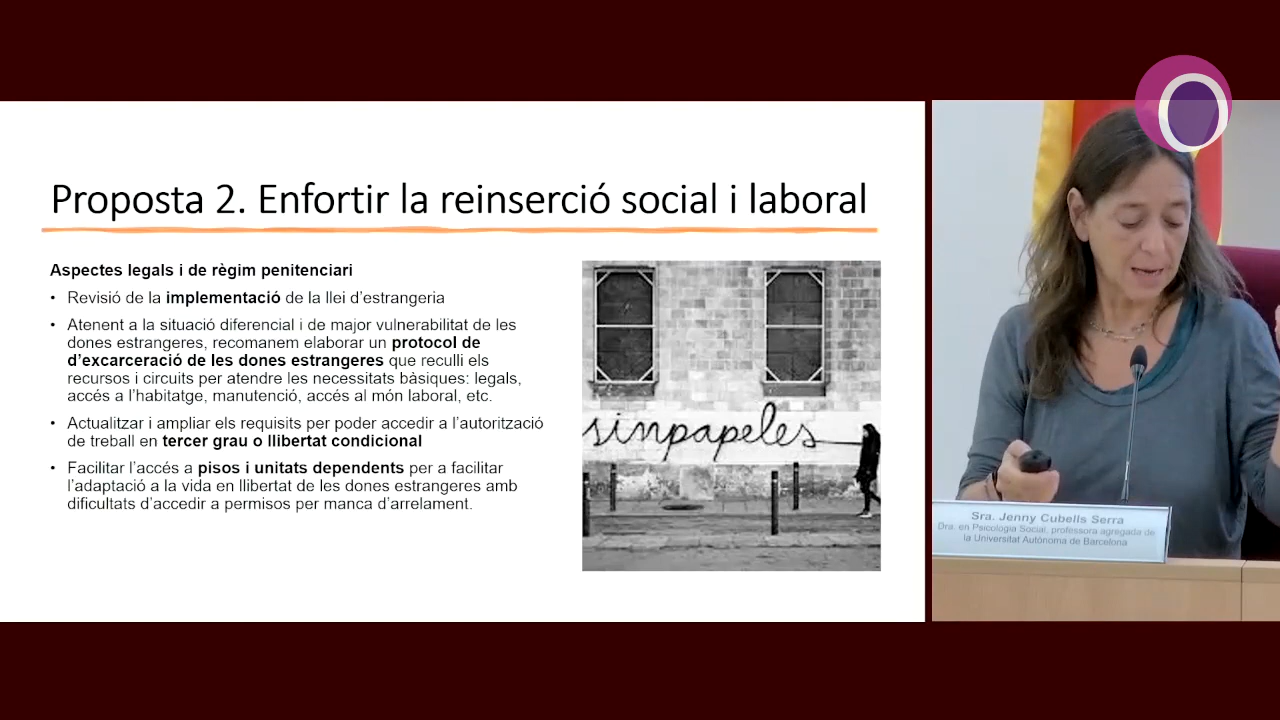 Proposta 2. Enfortir la reinserció social i laboral
Aspectes legals i de règim penitenciari
• Revisió de la implementació de la llei d'estrangeria
• Atenent a la situació diferencial i de major vulnerabilitat de les
dones estrangeres, recomanem elaborar un protocol de
d'excarceració de les dones estrangeres que reculli els
recursos i circuits per atendre les necessitats bàsiques: legals,
accés a l'habitatge, manutenció, accés al món laboral, etc.
• Actualitzar i ampliar els requisits per poder accedir a l'autorització
de treball en tercer grau o llibertat condicional
• Facilitar l'accés a pisos i unitats dependents per a facilitar
l'adaptació a la vida en llibertat de les dones estrangeres amb
dificultats d'accedir a permisos per manca d'arrelament.
sinpapeles
Sra. Jenny Cubells Serra
Dra. en Psicologia Social, professora agregada de
la Universitat Autònoma de Barcelona